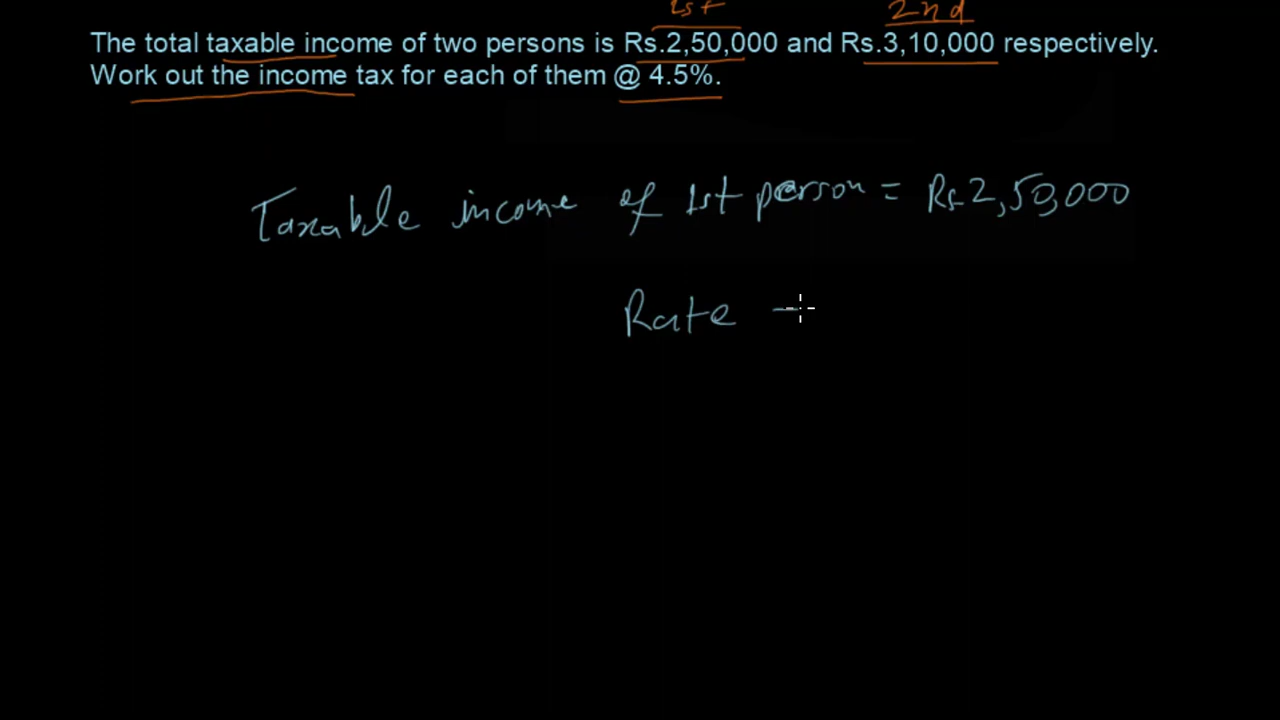 1st 2nd
The total taxable income of two persons is Rs.2,50,000 and Rs.3,10,000 respectively.
Work out the income tax for each of them @ 4.5%.
Taxable income of 1st person = Rs.2,50,000
Rate